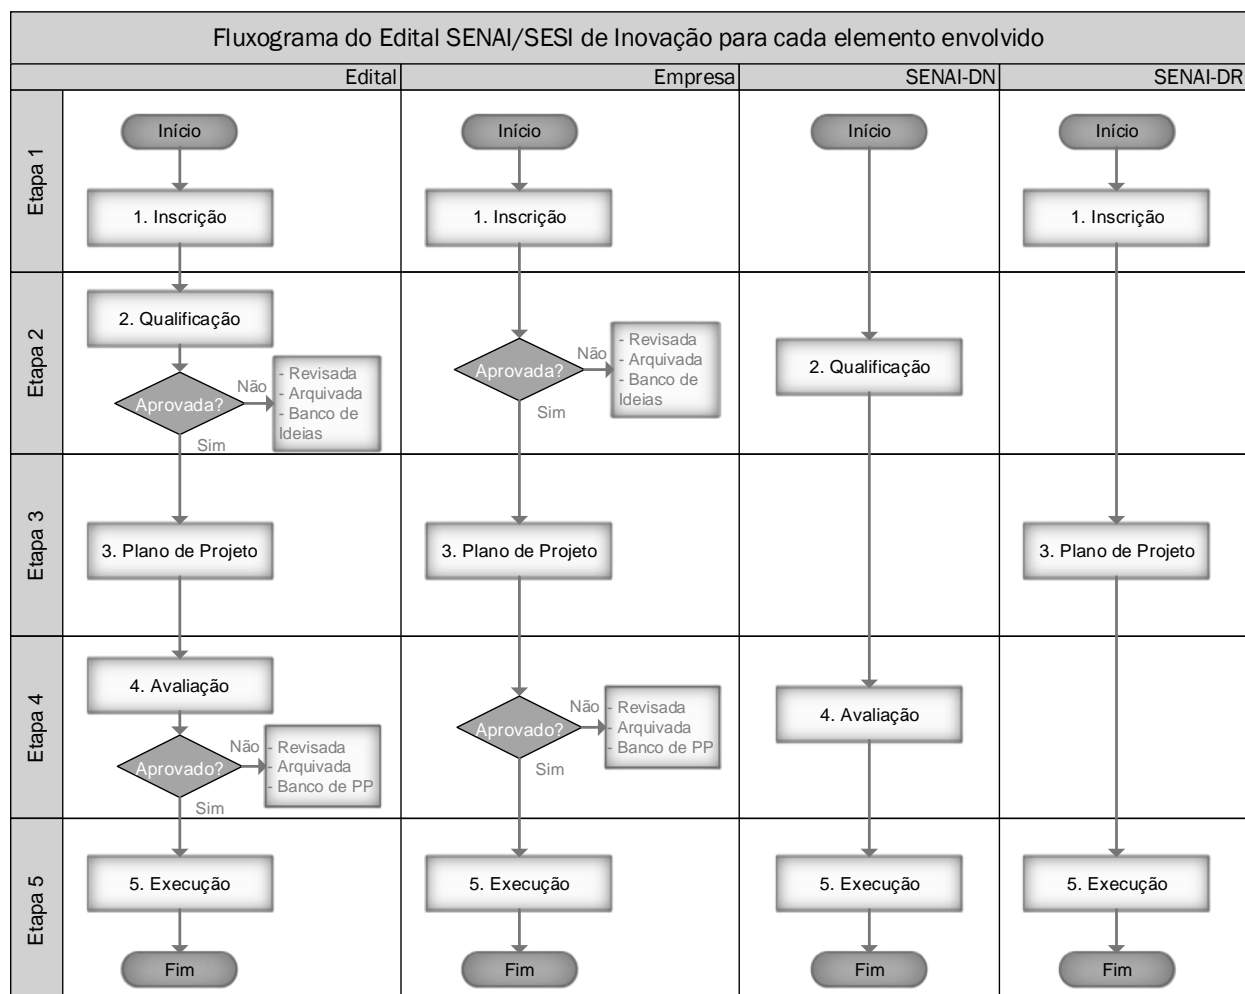 Fluxograma do Edital SENAI/SESI de Inovação para cada elemento envolvido
Edital
Empresa
SENAI-DN
SENAI-DR
Etapa 1
Início
Início
Início
Início
1. Inscrição
1. Inscrição
1. Inscrição
Etapa 2
2. Qualificação
Aprovada?
Não
- Revisada
- Arquivada
- Banco de
Ideias
Sim
Aprovada?
Não
- Revisada
- Arquivada
- Banco de
Ideias
Sim
2. Qualificação
Etapa 3
3. Plano de Projeto
3. Plano de Projeto
3. Plano de Projeto
Etapa 4
4. Avaliação
Aprovado?
Não
- Revisada
- Arquivada
- Banco de PP
Sim
Aprovado?
Não
- Revisada
- Arquivada
- Banco de PP
Sim
4. Avaliação
Etapa 5
5. Execução
5. Execução
5. Execução
5. Execução
Fim
Fim
Fim
Fim